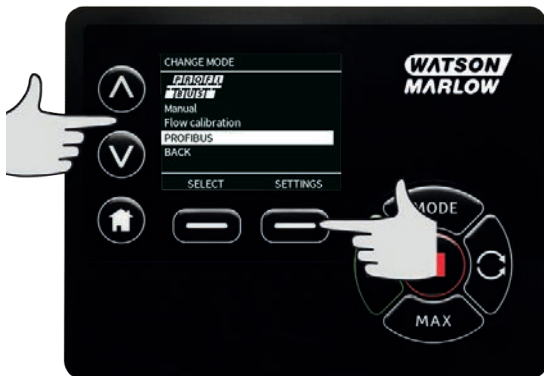 CHANGE MODE
PROFI
BUS
Manual
Flow calibration
PROFIBUS
BACK
SELECT SETTINGS
WATSON
MARLOW
MODE
MAX